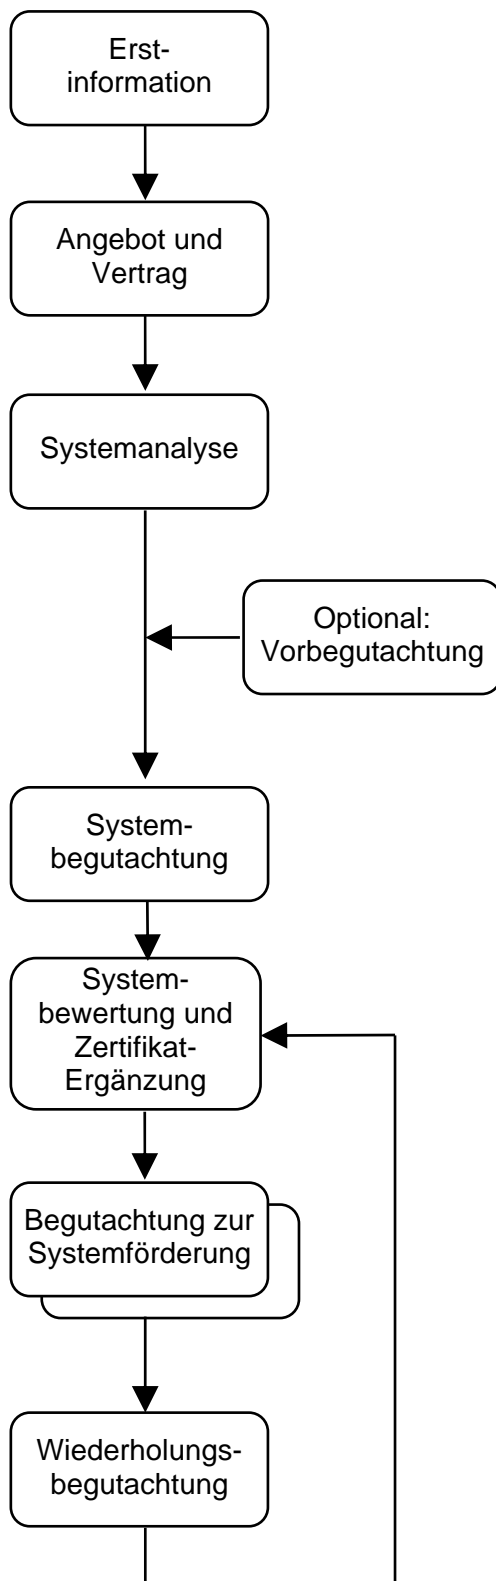 Erst-
information
Angebot und
Vertrag
Systemanalyse
Optional:
Vorbegutachtung
System-
begutachtung
System-
bewertung und
Zertifikat-
Ergänzung
Begutachtung zur
Systemförderung
Wiederholungs-
begutachtung